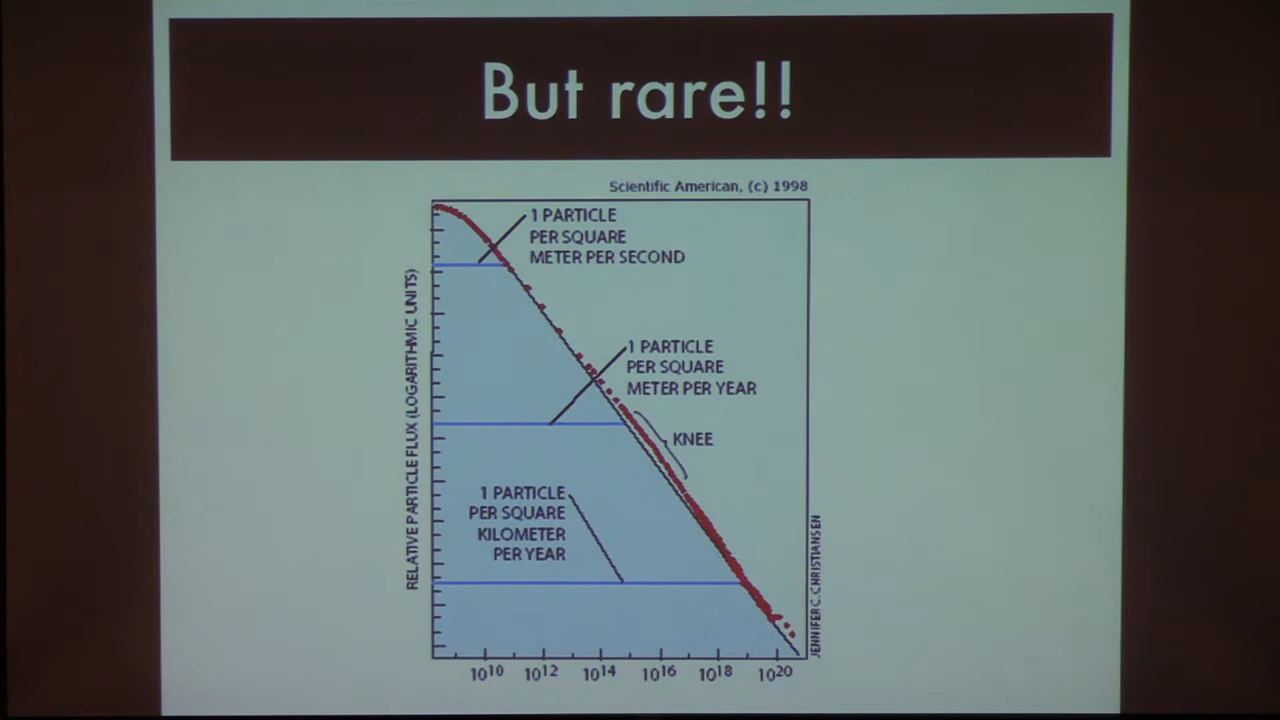 But rare!!
Scientific American, (c) 1998
1 PARTICLE
PER SQUARE
METER PER SECOND
1 PARTICLE
PER SQUARE
METER PER YEAR
KNEE
1 PARTICLE
PER SQUARE
KILOMETER
PER YEAR
RELATIVE PARTICLE FLUX (LOGARITHMIC UNITS)
JENNIFER C. CHRISTIANSEN
10¹⁰ 10¹² 10¹⁴ 10¹⁶ 10¹⁸ 10²⁰